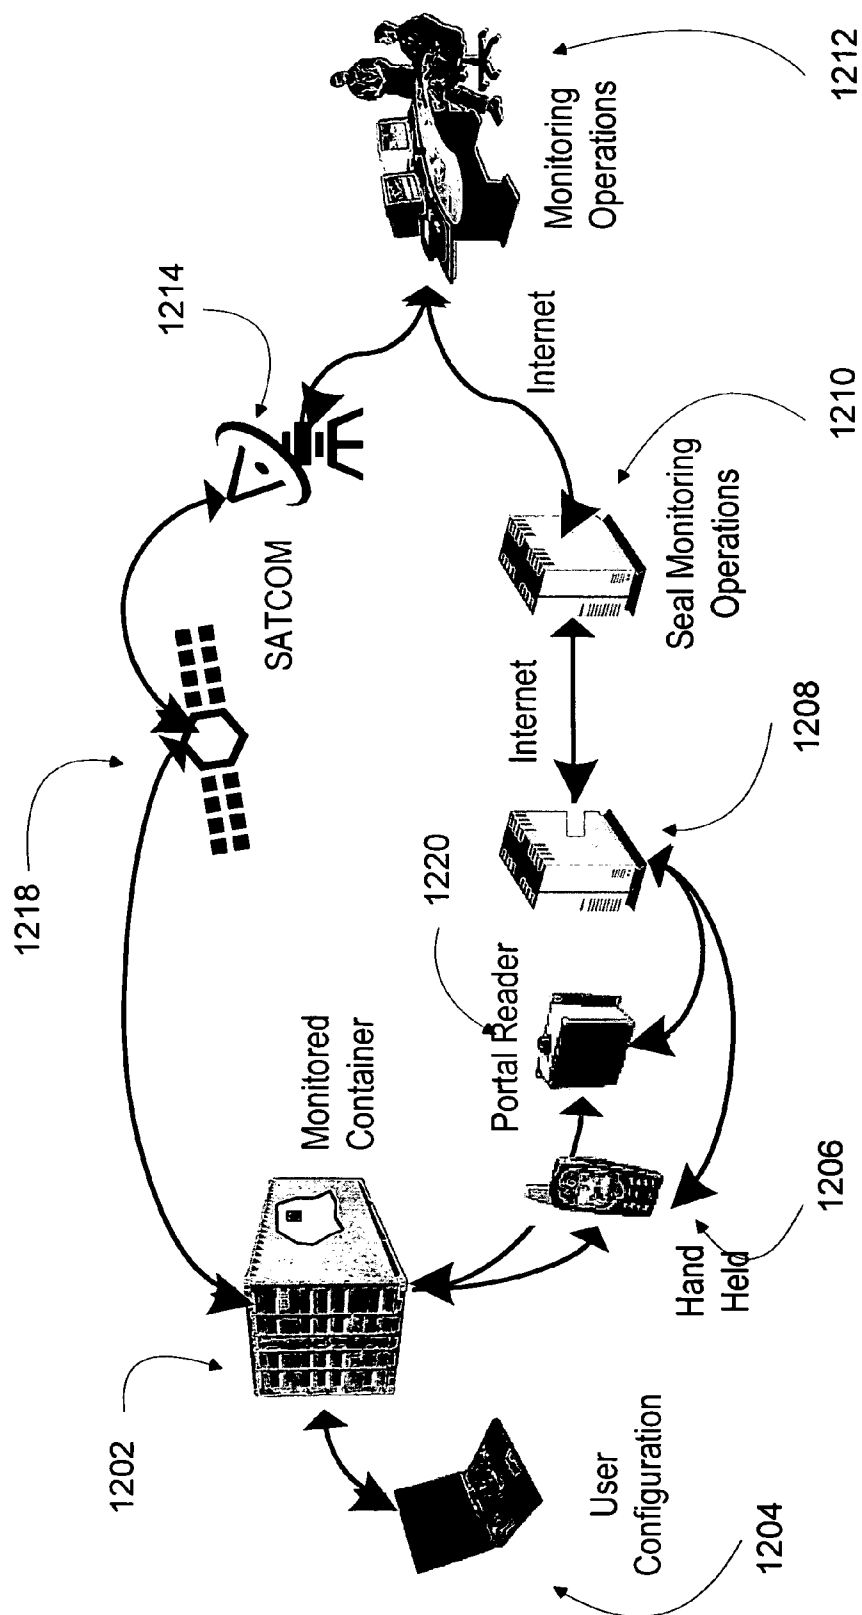 1218
1214
1212
SATCOM
Monitoring
Operations
1202
Monitored
Container
Internet
1220
Portal Reader
Internet
1210
Seal Monitoring
Operations
1208
User
Configuration
Hand
Held
1204
1206